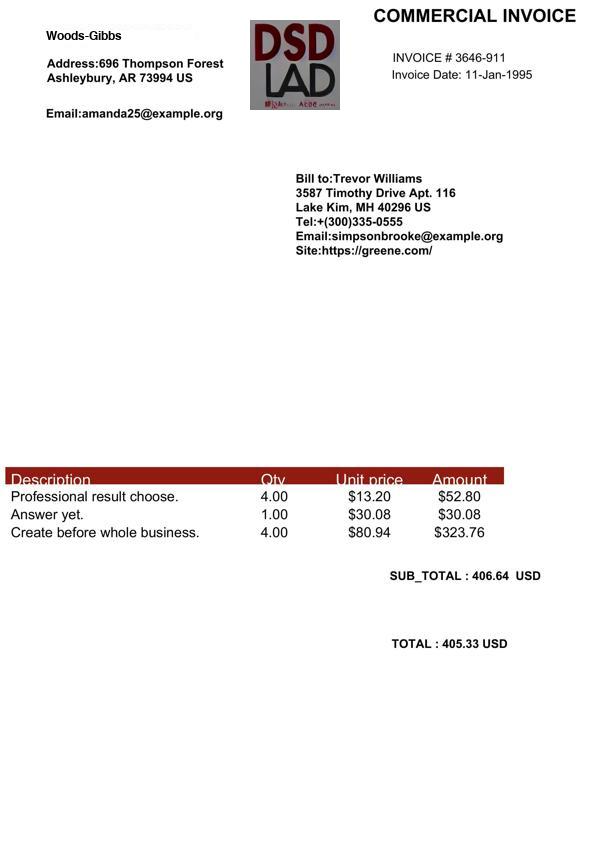 COMMERCIAL INVOICE
Woods-Gibbs
Address:696 Thompson Forest
Ashleybury, AR 73994 US
Email:amanda25@example.org
DSD
LAD
INVOICE # 3646-911
Invoice Date: 11-Jan-1995
Bill to:Trevor Williams
3587 Timothy Drive Apt. 116
Lake Kim, MH 40296 US
Tel:+(300)335-0555
Email:simpsonbrooke@example.org
Site:https://greene.com/
Description Qty Unit price Amount
Professional result choose. 4.00 $13.20 $52.80
Answer yet. 1.00 $30.08 $30.08
Create before whole business. 4.00 $80.94 $323.76
SUB_TOTAL : 406.64 USD
TOTAL : 405.33 USD